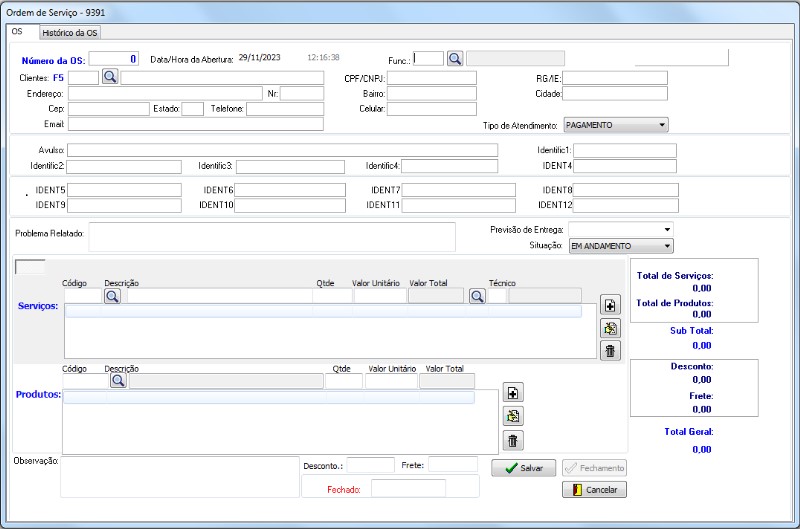 Ordem de Serviço - 9391
OS Histórico da OS
Número da OS: 0 Data/Hora da Abertura: 29/11/2023 12:16:38 Func.:
Clientes: F5 CPF/CNPJ: RG/IE:
Endereço: Nr: Bairro: Cidade:
Cep: Estado: Telefone: Celular:
Email: Tipo de Atendimento: PAGAMENTO
Avulso: Identific1:
Identific2: Identific3: Identific4: IDENT4
IDENT5 IDENT6 IDENT7 IDENT8
IDENT9 IDENT10 IDENT11 IDENT12
Problema Relatado: Previsão de Entrega:
Situação: EM ANDAMENTO
Código Descrição Qtde Valor Unitário Valor Total Técnico
Serviços:
Total de Serviços:
0,00
Total de Produtos:
0,00
Sub Total:
0,00
Código Descrição Qtde Valor Unitário Valor Total
Produtos:
Desconto:
0,00
Frete:
0,00
Total Geral:
0,00
Observação: Desconto.: Frete: Salvar Fechamento
Fechado: Cancelar